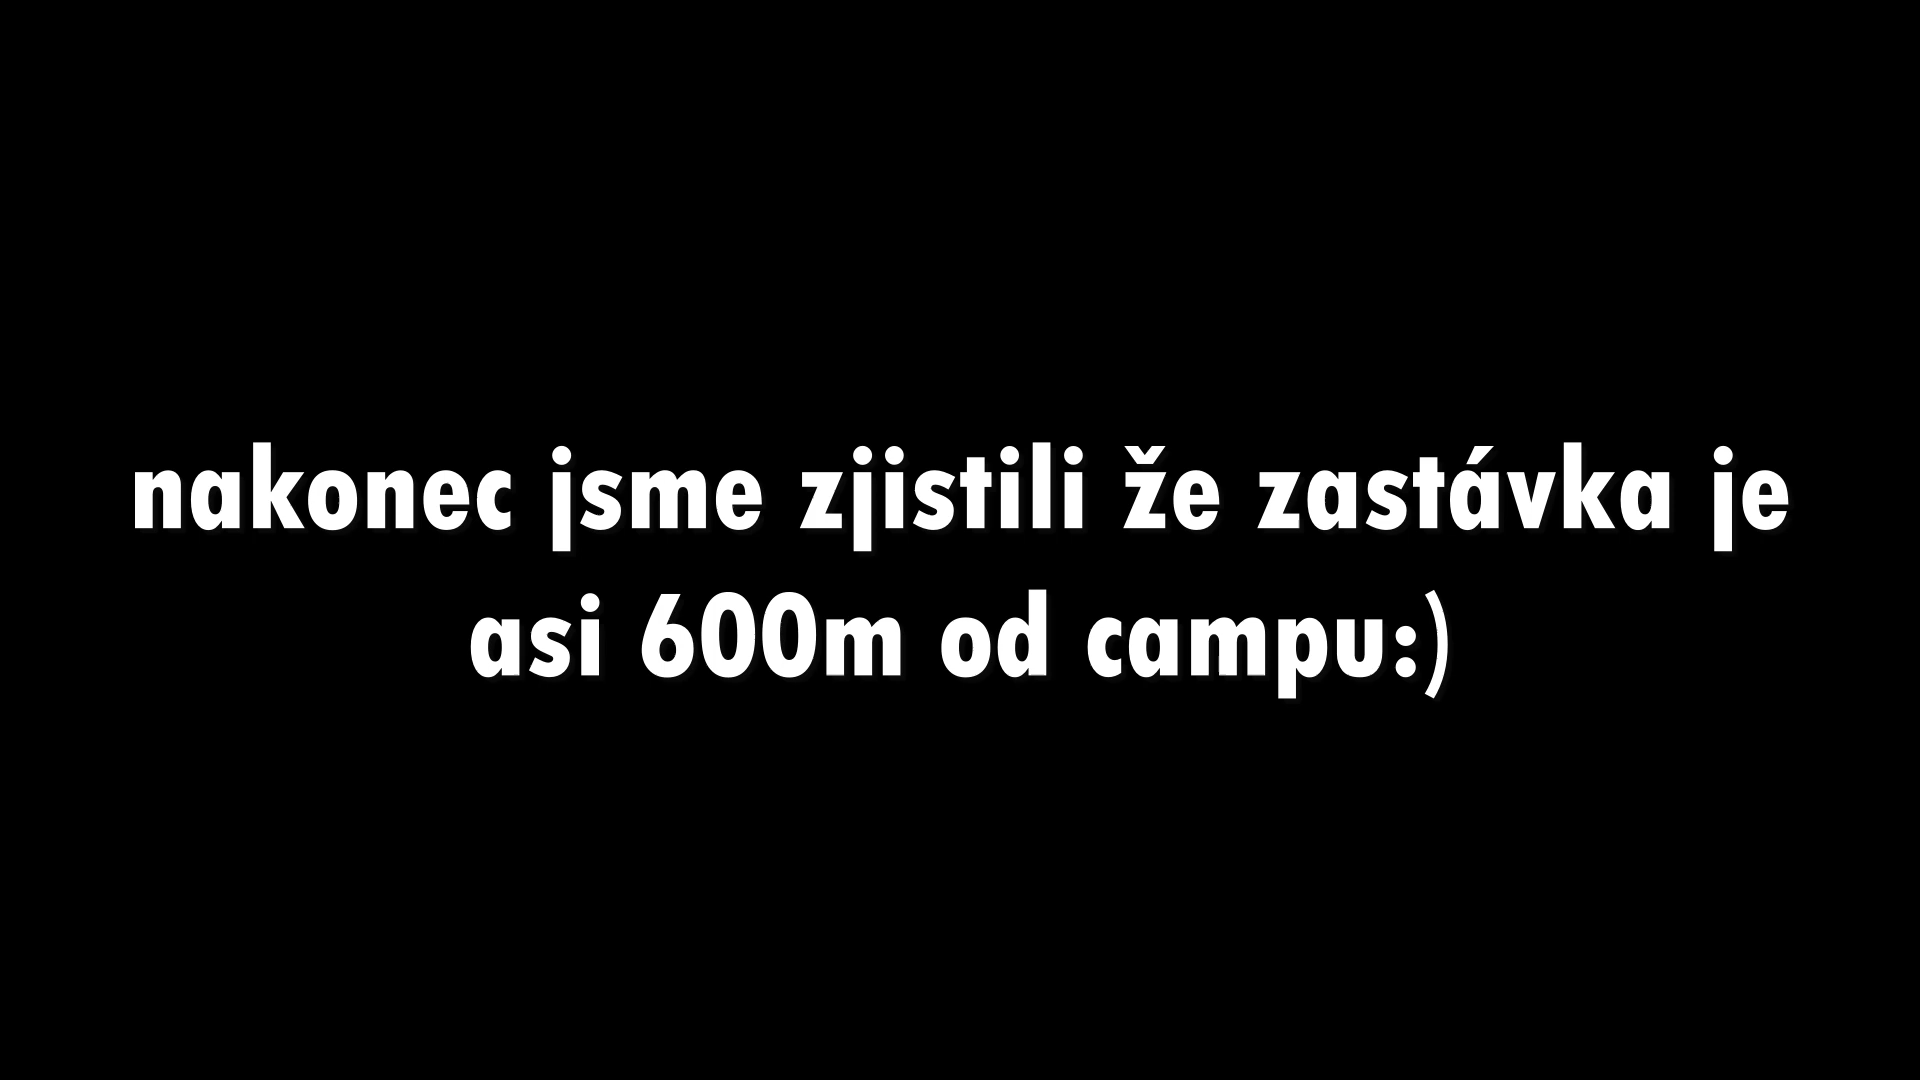 nakonec jsme zjistili že zastávka je
asi 600m od campu:)